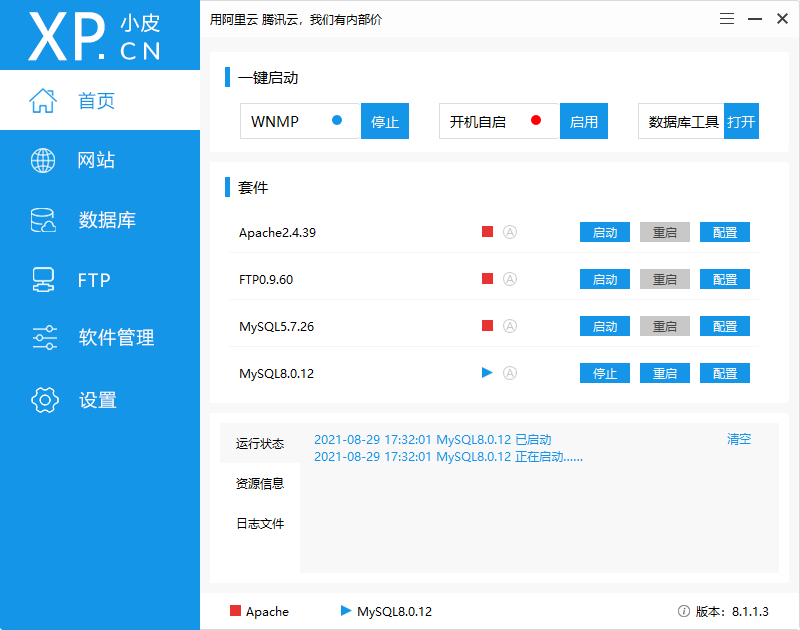 XP.CN 小皮
用阿里云 腾讯云，我们有内部价
首页
网站
数据库
FTP
软件管理
设置
一键启动
WNMP 停止 开机自启 启用 数据库工具 打开
套件
Apache2.4.39 A 启动 重启 配置
FTP0.9.60 A 启动 重启 配置
MySQL5.7.26 A 启动 重启 配置
MySQL8.0.12 A 停止 重启 配置
运行状态
资源信息
日志文件
2021-08-29 17:32:01 MySQL8.0.12 已启动 清空
2021-08-29 17:32:01 MySQL8.0.12 正在启动......
Apache MySQL8.0.12 版本：8.1.1.3